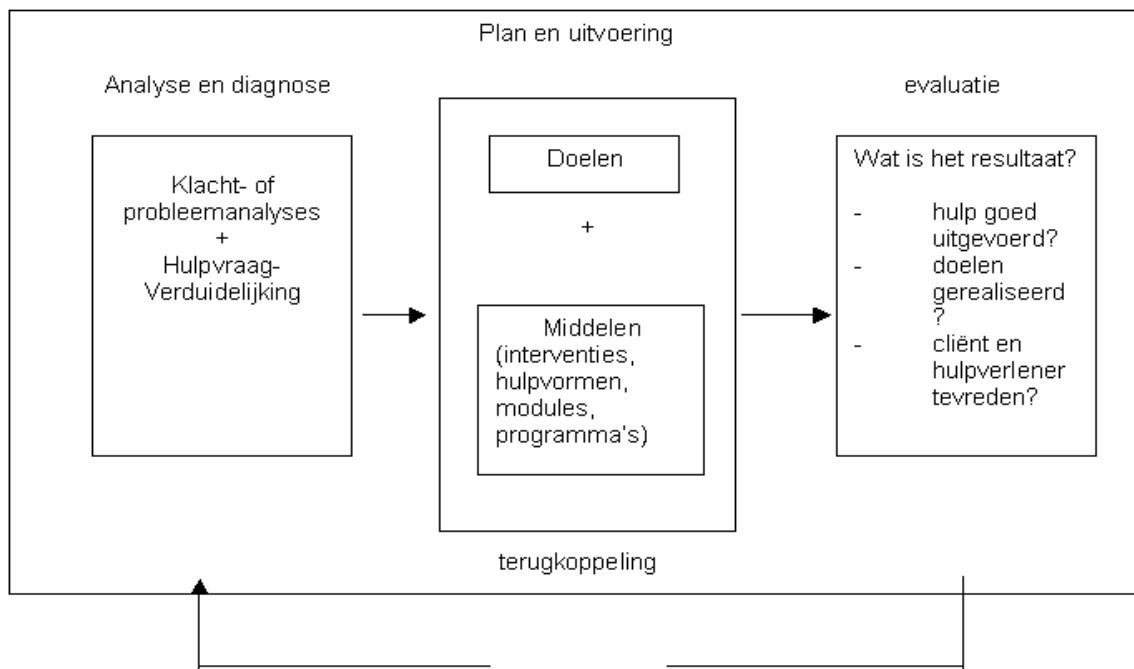 Plan en uitvoering
Analyse en diagnose
evaluatie
Klacht- of
probleemanalyses
+
Hulpvraag-
Verduidelijking
Doelen
+
Middelen
(interventies,
hulpvormen,
modules,
programma's)
Wat is het resultaat?
- hulp goed
uitgevoerd?
- doelen
gerealiseerd
?
- cliënt en
hulpverlener
tevreden?
terugkoppeling